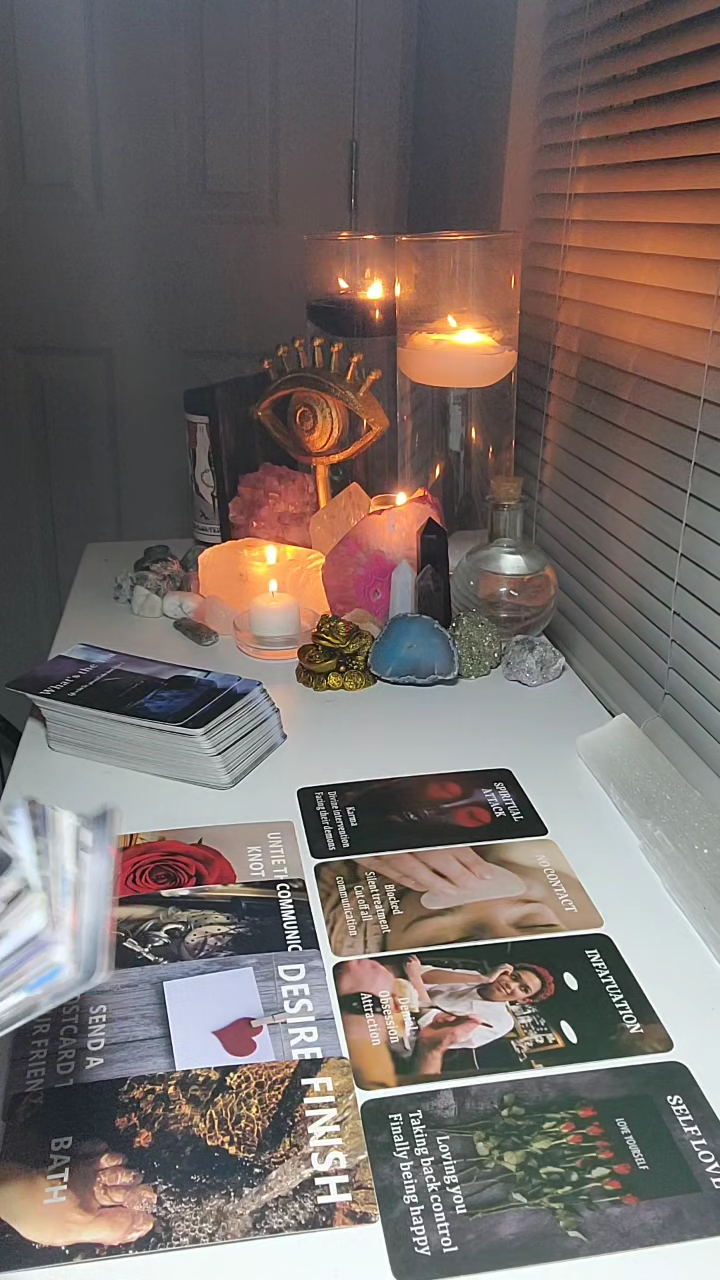 What's the
SPIRITUAL
ATTACK
Karma
Divine intervention
Facing their demons
NO CONTACT
Blocked
Silent treatment
Cut off all
communication
INFATUATION
Denial
Obsession
Attraction
SELF LOVE
LOVE YOURSELF
Loving you
Taking back control
Finally being happy
UNTIE TH
KNOT
COMMUNIC
DESIRE
SEND A
FINISH
BATH